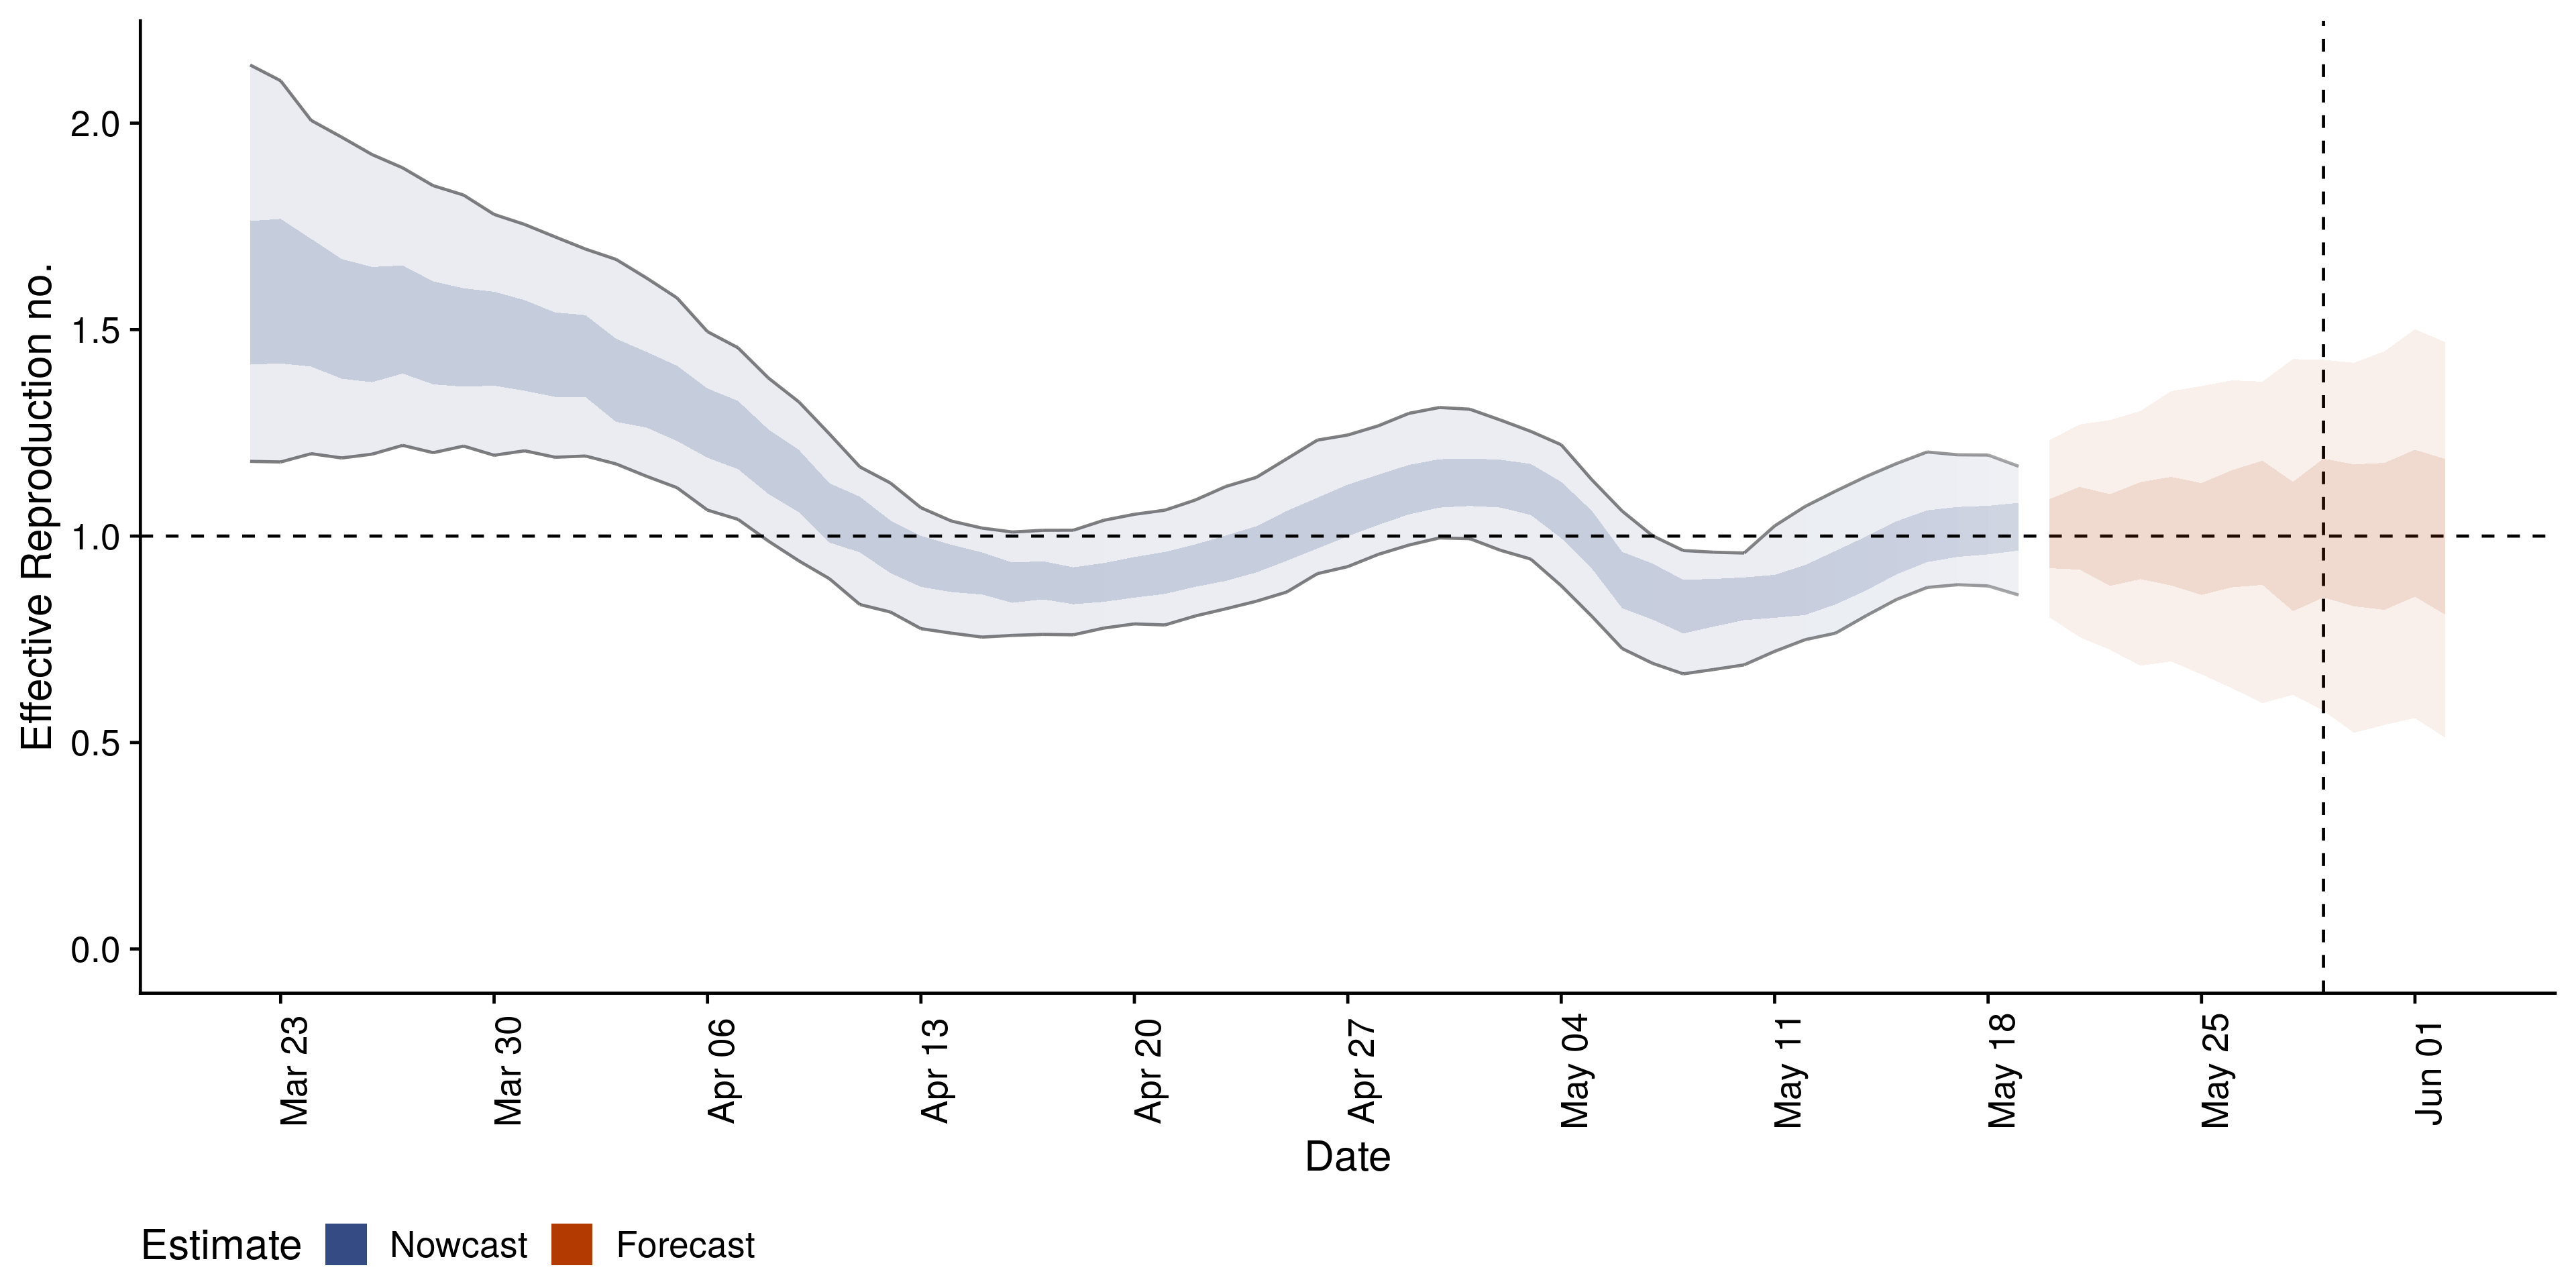 Effective Reproduction no.
2.0
1.5
1.0
0.5
0.0
Mar 23
Mar 30
Apr 06
Apr 13
Apr 20
Apr 27
May 04
May 11
May 18
May 25
Jun 01
Date
Estimate Nowcast Forecast